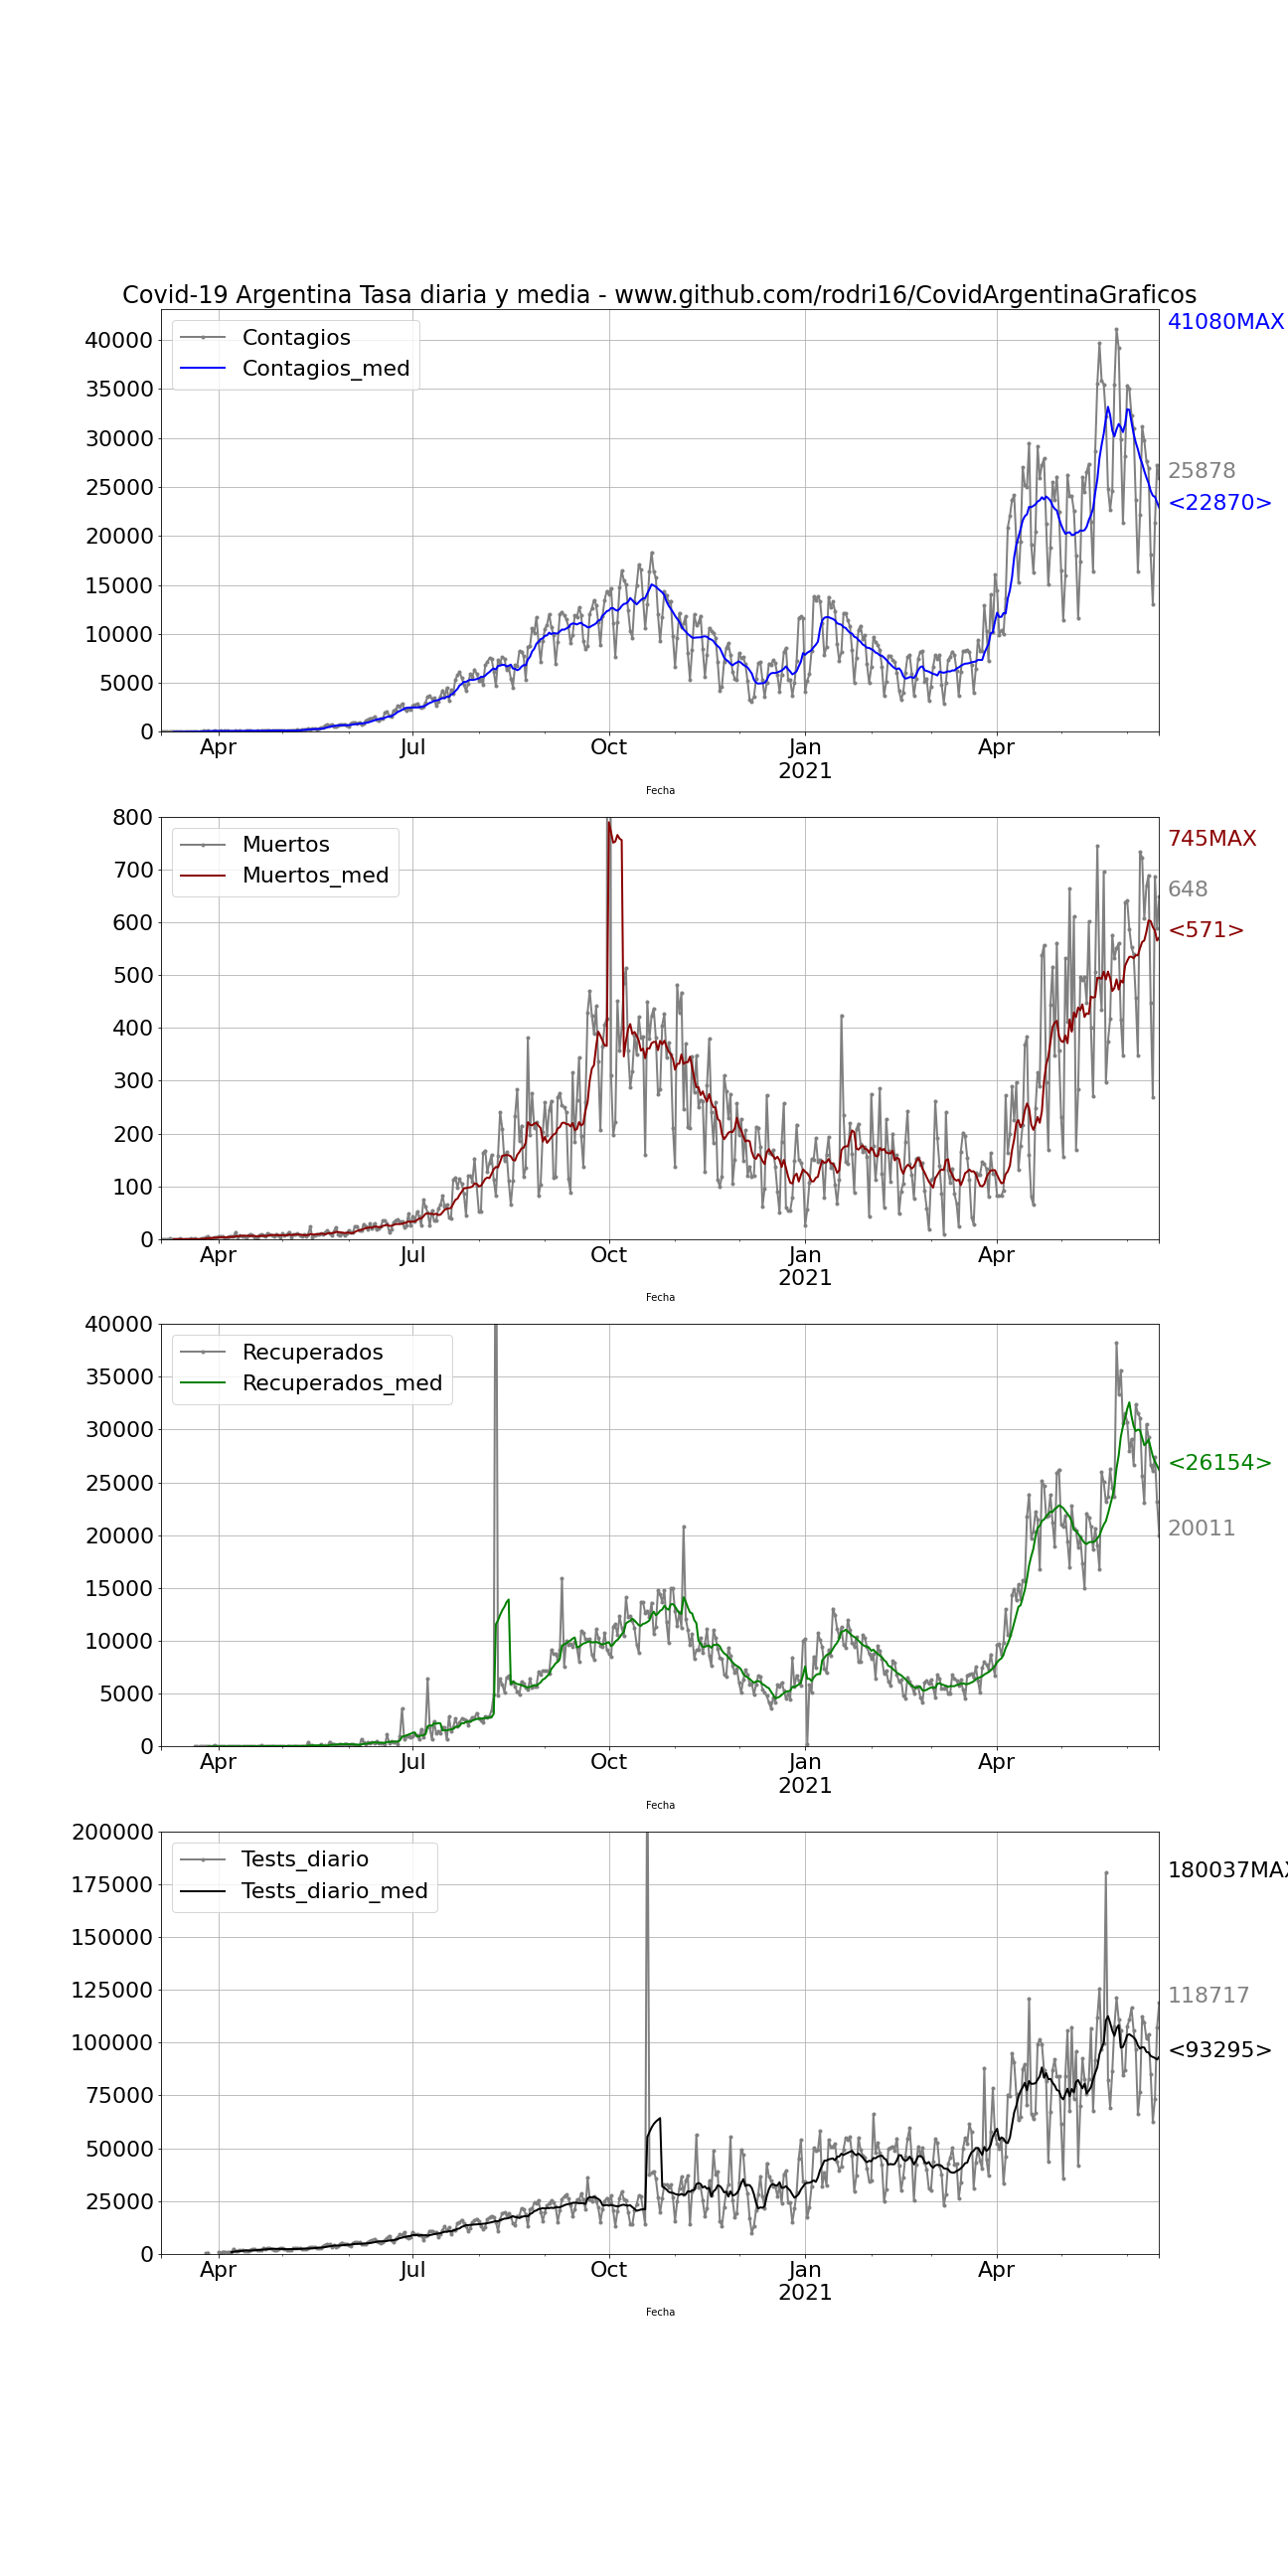 Covid-19 Argentina Tasa diaria y media - www.github.com/rodri16/CovidArgentinaGraficos
41080MAX
Contagios
Contagios_med
40000
35000
30000
25000
20000
15000
10000
5000
0
25878
<22870>
Apr
Jul
Oct
Jan
2021
Apr
Fecha
745MAX
Muertos
Muertos_med
800
700
600
500
400
300
200
100
0
648
<571>
Apr
Jul
Oct
Jan
2021
Apr
Fecha
Recuperados
Recuperados_med
40000
35000
30000
25000
20000
15000
10000
5000
0
<26154>
20011
Apr
Jul
Oct
Jan
2021
Apr
Fecha
Tests_diario
Tests_diario_med
200000
175000
150000
125000
100000
75000
50000
25000
0
180037MAX
118717
<93295>
Apr
Jul
Oct
Jan
2021
Apr
Fecha